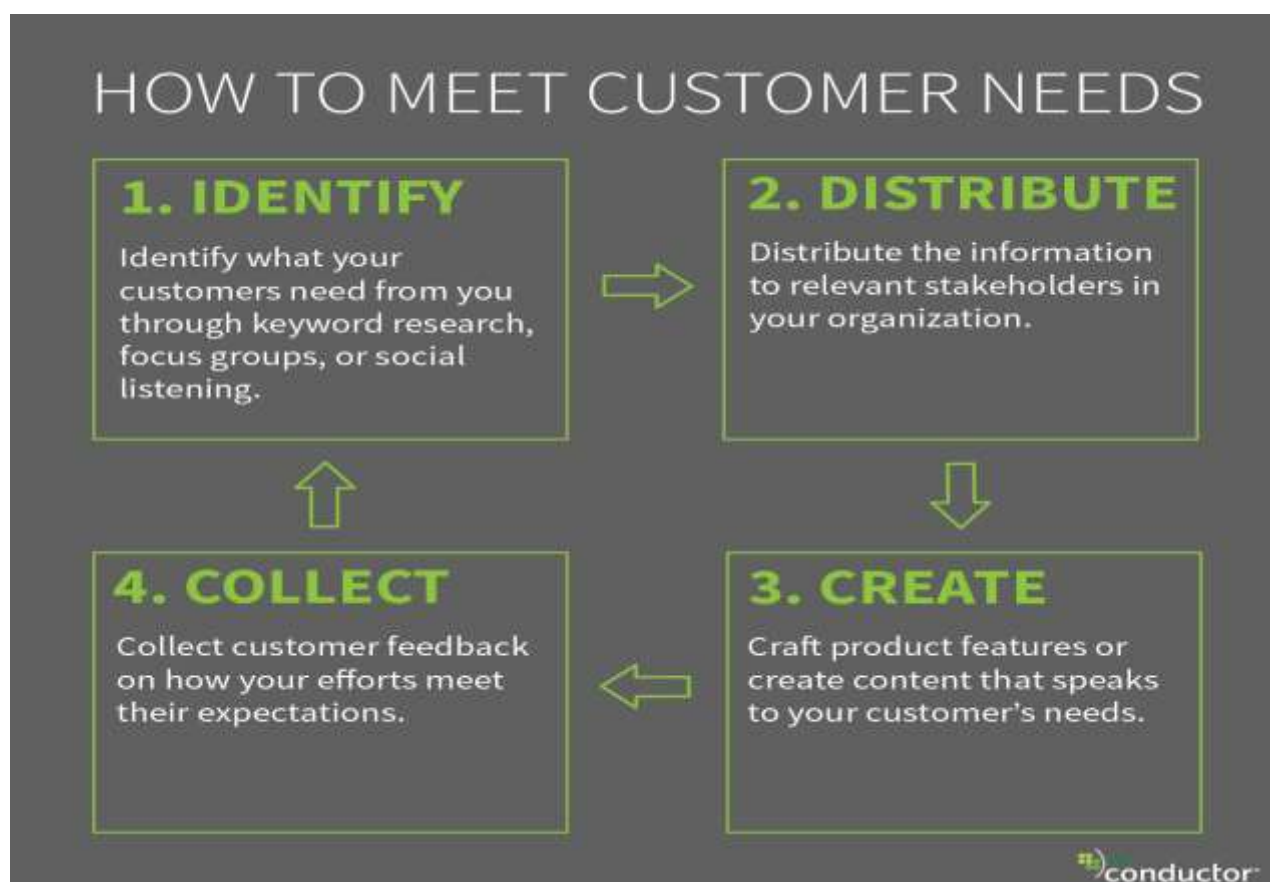 HOW TO MEET CUSTOMER NEEDS
1. IDENTIFY
Identify what your
customers need from you
through keyword research,
focus groups, or social
listening.
2. DISTRIBUTE
Distribute the information
to relevant stakeholders in
your organization.
3. CREATE
Craft product features or
create content that speaks
to your customer’s needs.
4. COLLECT
Collect customer feedback
on how your efforts meet
their expectations.
conductor